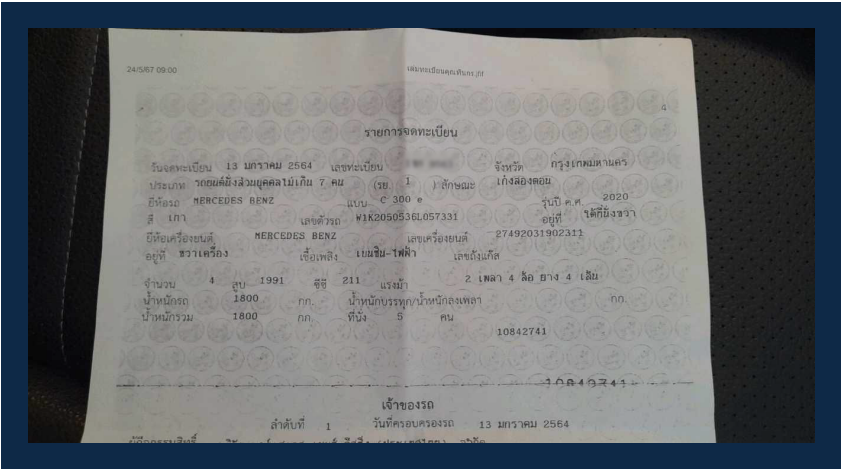 24/5/67 09:00
รายการจดทะเบียน
วันจดทะเบียน 13 มกราคม 2564 เลขทะเบียน จังหวัด กรุงเทพมหานคร
ประเภท รถยนต์นั่งส่วนบุคคลไม่เกิน 7 คน (รย. 1 ) ลักษณะ เก๋งสองตอน
ยี่ห้อรถ MERCEDES BENZ แบบ C 300 e รุ่นปี ค.ศ. 2020
สี เทา เลขตัวรถ W1K2050536L057331 อยู่ที่ ใต้ที่นั่งขวา
ยี่ห้อเครื่องยนต์ MERCEDES BENZ เลขเครื่องยนต์ 27492031902311
อยู่ที่ ขวาเครื่อง เชื้อเพลิง เบนซิน-ไฟฟ้า เลขถังแก๊ส
จำนวน 4 สูบ 1991 ซีซี 211 แรงม้า 2 เพลา 4 ล้อ ยาง 4 เส้น
น้ำหนักรถ 1800 กก. น้ำหนักบรรทุก/น้ำหนักลงเพลา กก.
น้ำหนักรวม 1800 กก. ที่นั่ง 5 คน
10842741
10842741
เจ้าของรถ
ลำดับที่ 1 วันที่ครอบครองรถ 13 มกราคม 2564